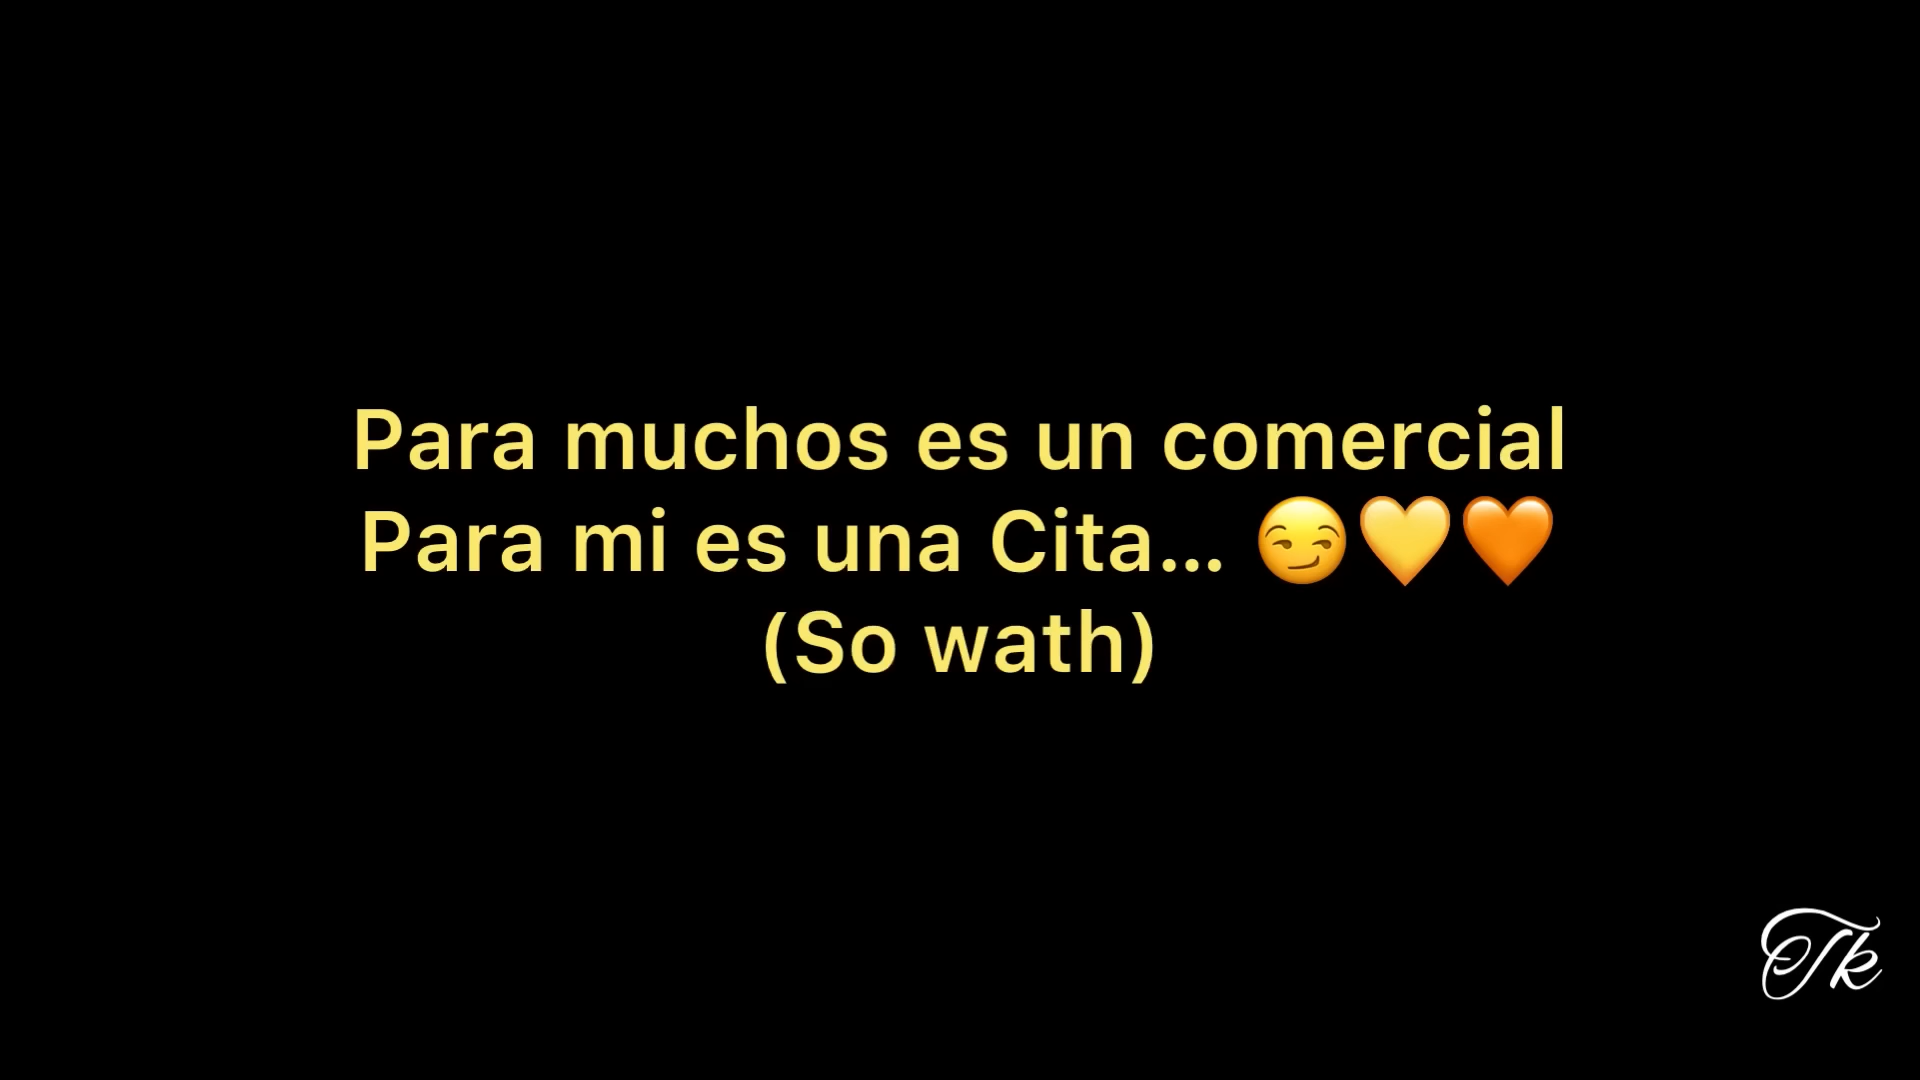 Para muchos es un comercial
Para mi es una Cita... 😏💛🧡
(So wath)
Tk